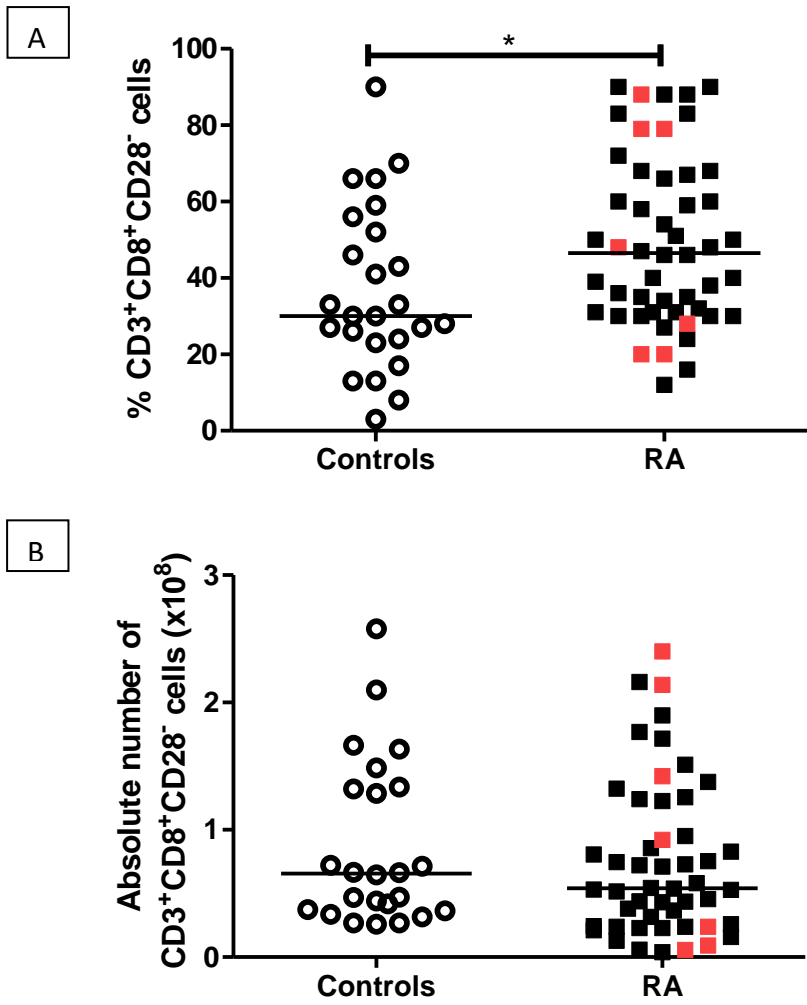 A
*
% CD3⁺CD8⁺CD28⁻ cells
100
80
60
40
20
0
Controls
RA
B
Absolute number of
CD3⁺CD8⁺CD28⁻ cells (x10⁸)
3
2
1
0
Controls
RA